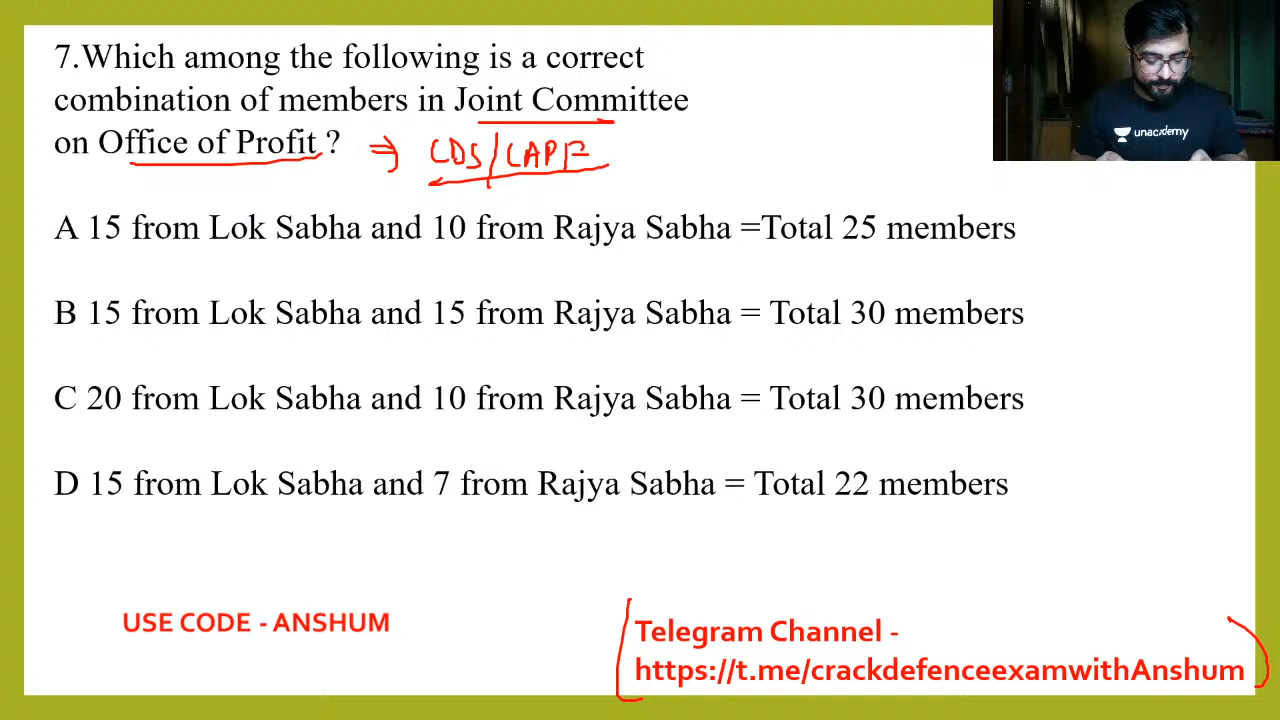 7.Which among the following is a correct
combination of members in Joint Committee
on Office of Profit ? ⇒ CDS/CAPF
unacademy
A 15 from Lok Sabha and 10 from Rajya Sabha =Total 25 members
B 15 from Lok Sabha and 15 from Rajya Sabha = Total 30 members
C 20 from Lok Sabha and 10 from Rajya Sabha = Total 30 members
D 15 from Lok Sabha and 7 from Rajya Sabha = Total 22 members
USE CODE - ANSHUM
Telegram Channel -
https://t.me/crackdefenceexamwithAnshum